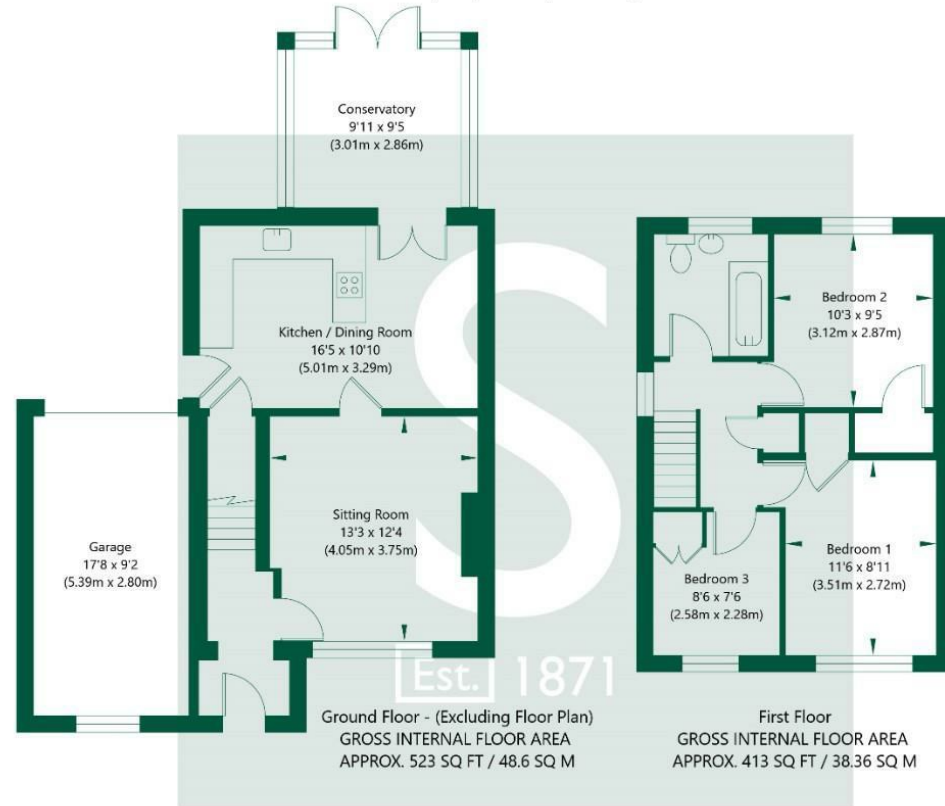 Conservatory
9'11 x 9'5
(3.01m x 2.86m)
Kitchen / Dining Room
16'5 x 10'10
(5.01m x 3.29m)
Sitting Room
13'3 x 12'4
(4.05m x 3.75m)
Garage
17'8 x 9'2
(5.39m x 2.80m)
Bedroom 2
10'3 x 9'5
(3.12m x 2.87m)
Bedroom 1
11'6 x 8'11
(3.51m x 2.72m)
Bedroom 3
8'6 x 7'6
(2.58m x 2.28m)
S
Est. 1871
Ground Floor - (Excluding Floor Plan)
GROSS INTERNAL FLOOR AREA
APPROX. 523 SQ FT / 48.6 SQ M
First Floor
GROSS INTERNAL FLOOR AREA
APPROX. 413 SQ FT / 38.36 SQ M